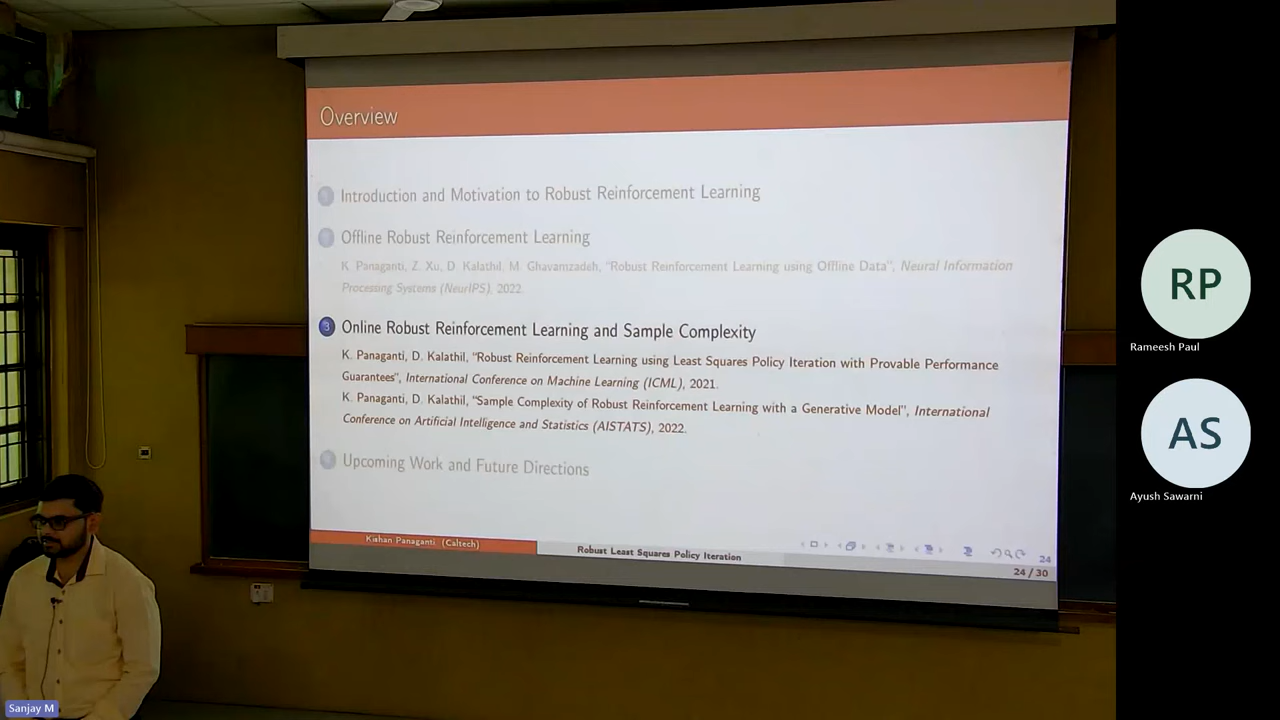 Overview
1 Introduction and Motivation to Robust Reinforcement Learning
2 Offline Robust Reinforcement Learning
K. Panaganti, Z. Xu, D. Kalathil, M. Ghavamzadeh, "Robust Reinforcement Learning using Offline Data", Neural Information
Processing Systems (NeurIPS), 2022.
3 Online Robust Reinforcement Learning and Sample Complexity
K. Panaganti, D. Kalathil, "Robust Reinforcement Learning using Least Squares Policy Iteration with Provable Performance
Guarantees", International Conference on Machine Learning (ICML), 2021.
K. Panaganti, D. Kalathil, "Sample Complexity of Robust Reinforcement Learning with a Generative Model", International
Conference on Artificial Intelligence and Statistics (AISTATS), 2022.
4 Upcoming Work and Future Directions
Kishan Panaganti (Caltech)
Robust Least Squares Policy Iteration
24
24 / 30
RP
Rameesh Paul
AS
Ayush Sawarni
Sanjay M